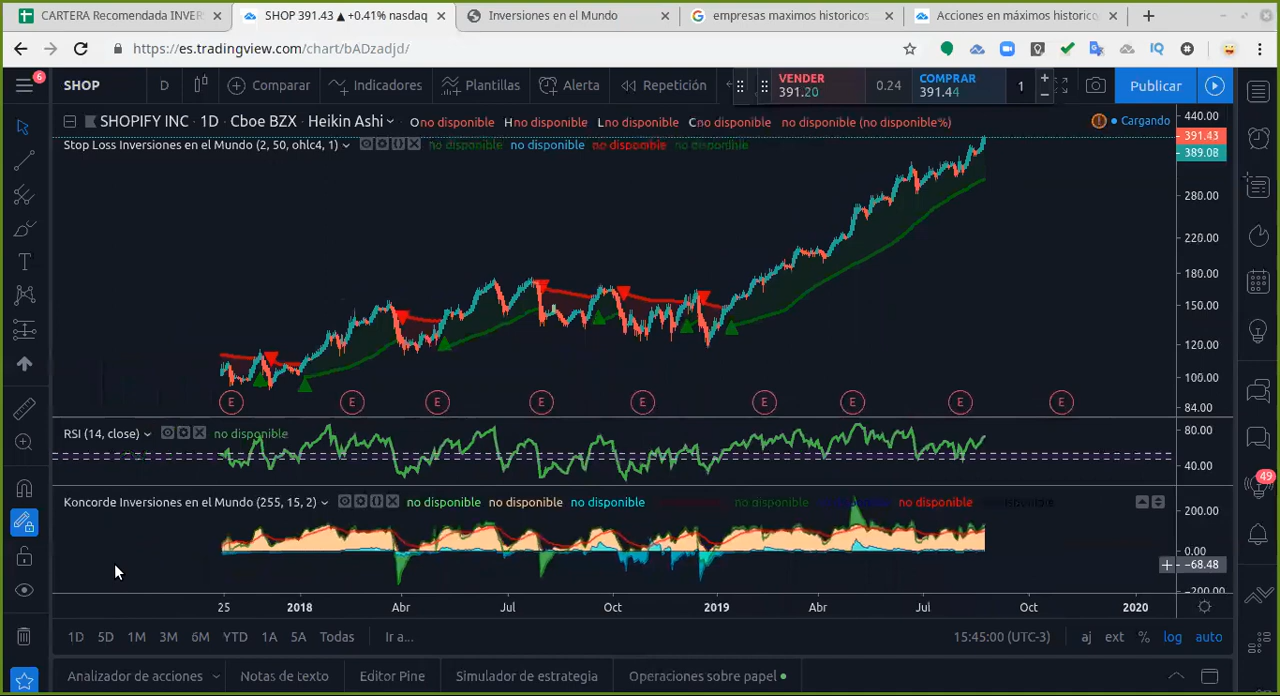 CARTERA Recomendada INVER
SHOP 391.43 ▲ +0.41% nasdaq
Inversiones en el Mundo
empresas maximos historicos
Acciones en máximos historico
https://es.tradingview.com/chart/bADzadjd/
IQ
6
SHOP
D
Comparar
Indicadores
Plantillas
Alerta
Repetición
VENDER
391.20
0.24
COMPRAR
391.44
1
Publicar
SHOPIFY INC · 1D · Cboe BZX · Heikin Ashi
Ono disponible Hno disponible Lno disponible Cno disponible no disponible (no disponible%)
Cargando
Stop Loss Inversiones en el Mundo (2, 50, ohlc4, 1)
no disponible no disponible no disponible no disponible
440.00
391.43
389.08
280.00
220.00
180.00
150.00
120.00
100.00
84.00
E E E E E E E E E
RSI (14, close)
no disponible
80.00
40.00
Koncorde Inversiones en el Mundo (255, 15, 2)
no disponible no disponible no disponible no disponible no disponible
200.00
0.00
−68.48
−200.00
49
25 2018 Abr Jul Oct 2019 Abr Jul Oct 2020
1D 5D 1M 3M 6M YTD 1A 5A Todas Ir a...
15:45:00 (UTC-3) aj ext % log auto
Analizador de acciones
Notas de texto
Editor Pine
Simulador de estrategia
Operaciones sobre papel